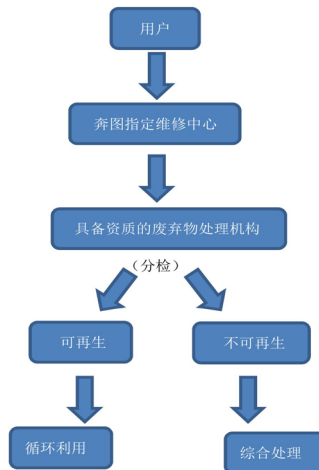 用户
奔图指定维修中心
具备资质的废弃物处理机构
（分检）
可再生
不可再生
循环利用
综合处理